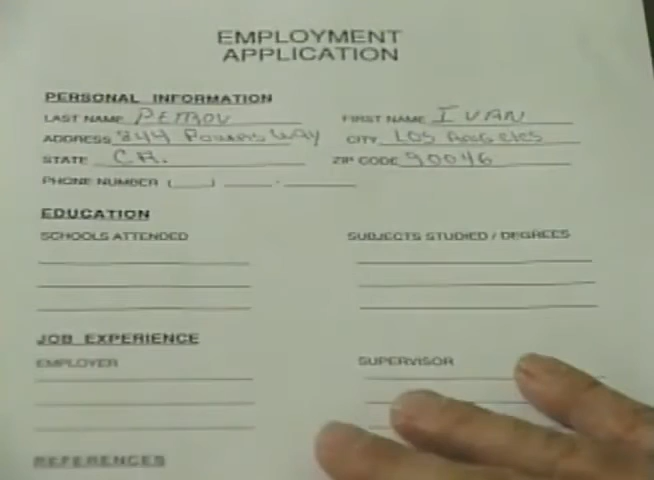 EMPLOYMENT
APPLICATION
PERSONAL INFORMATION
LAST NAME PETROV FIRST NAME IVAN
ADDRESS 244 Powers Way CITY Los Angeles
STATE CA. ZIP CODE 90046
PHONE NUMBER ( ) -
EDUCATION
SCHOOLS ATTENDED SUBJECTS STUDIED / DEGREES
JOB EXPERIENCE
EMPLOYER SUPERVISOR
REFERENCES